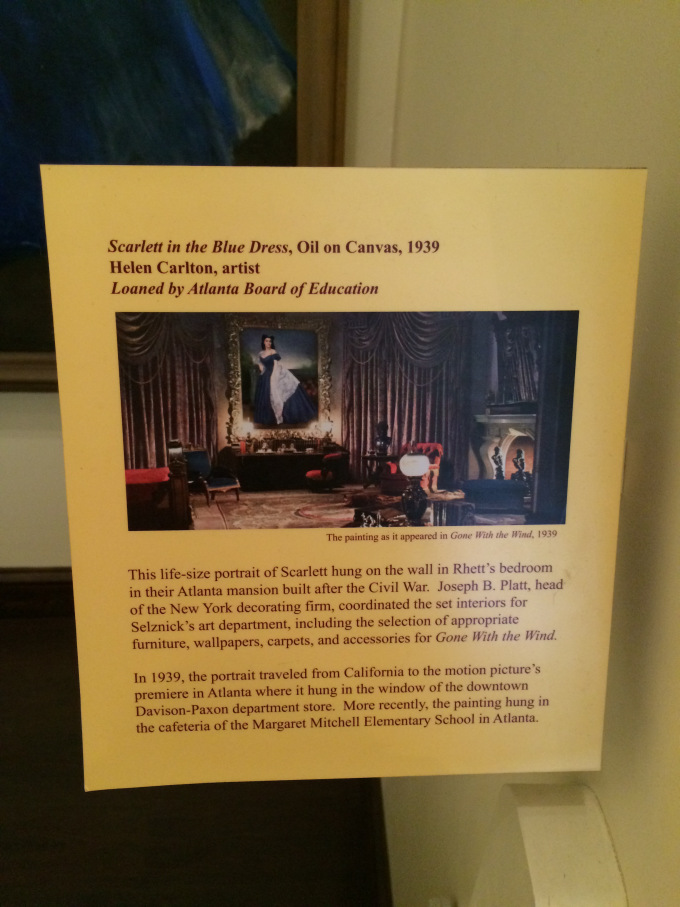 Scarlett in the Blue Dress, Oil on Canvas, 1939
Helen Carlton, artist
Loaned by Atlanta Board of Education
The painting as it appeared in Gone With the Wind, 1939
This life-size portrait of Scarlett hung on the wall in Rhett's bedroom
in their Atlanta mansion built after the Civil War.  Joseph B. Platt, head
of the New York decorating firm, coordinated the set interiors for
Selznick's art department, including the selection of appropriate
furniture, wallpapers, carpets, and accessories for Gone With the Wind.
In 1939, the portrait traveled from California to the motion picture's
premiere in Atlanta where it hung in the window of the downtown
Davison-Paxon department store.  More recently, the painting hung in
the cafeteria of the Margaret Mitchell Elementary School in Atlanta.